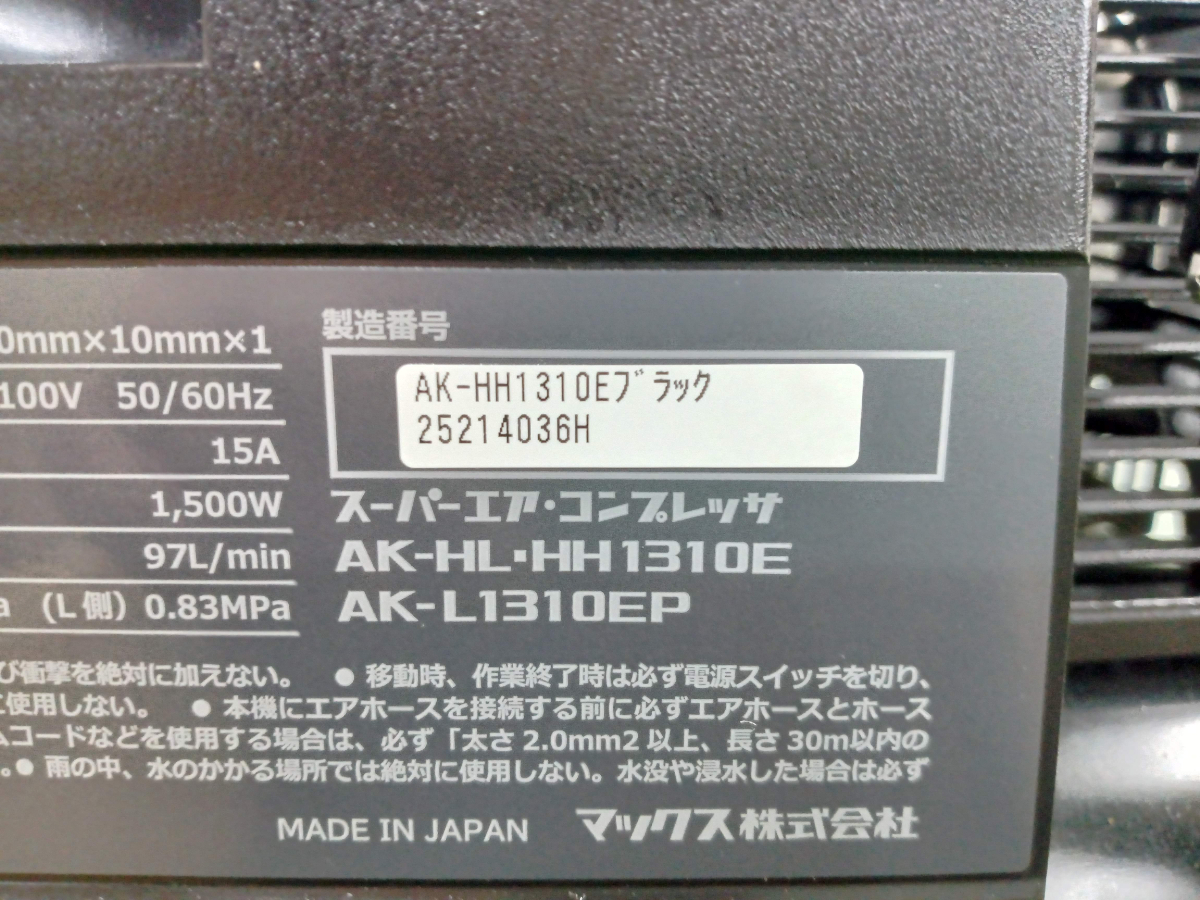 0mm×10mm×1
100V 50/60Hz
15A
1,500W
97L/min
a (L側) 0.83MPa
製造番号
AK-HH1310Eブラック
25214036H
スーパーエア・コンプレッサ
AK-HL・HH1310E
AK-L1310EP
び衝撃を絶対に加えない。 ● 移動時、作業終了時は必ず電源スイッチを切り、
に使用しない。 ● 本機にエアホースを接続する前に必ずエアホースとホース
ムコードなどを使用する場合は、必ず「太さ2.0mm2以上、長さ30m以内の
。● 雨の中、水のかかる場所では絶対に使用しない。水没や浸水した場合は必ず
MADE IN JAPAN マックス株式会社